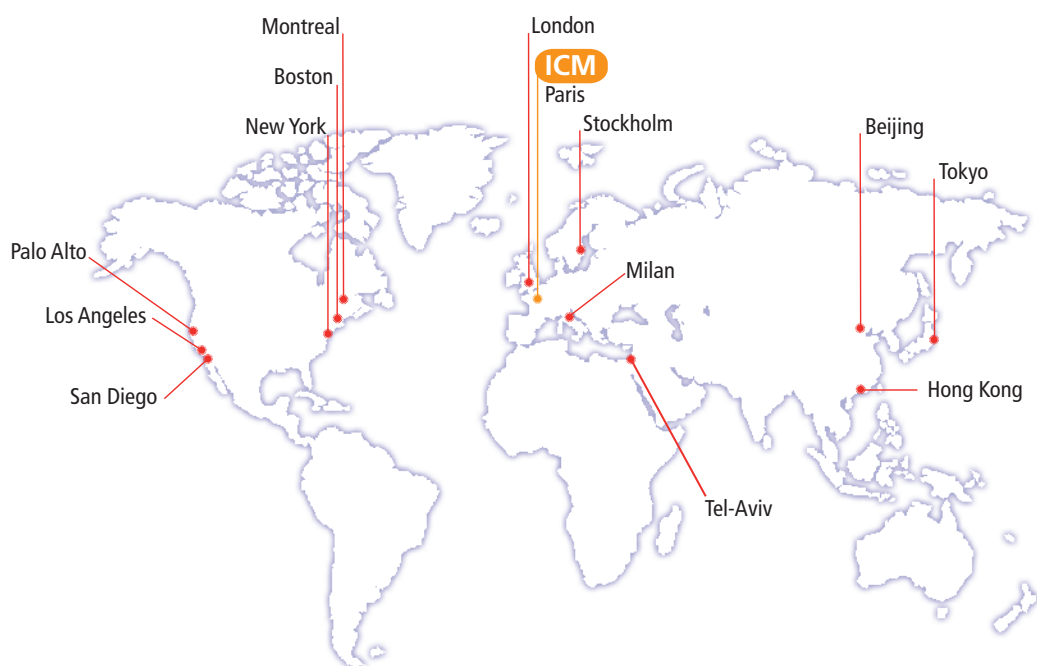 Montreal
London
ICM
Boston
Paris
New York
Stockholm
Beijing
Tokyo
Palo Alto
Milan
Los Angeles
San Diego
Hong Kong
Tel-Aviv